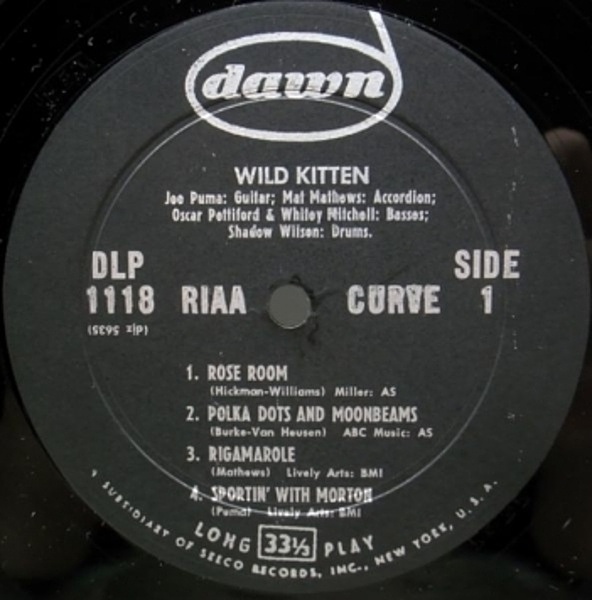 dawn
WILD KITTEN
Joe Puma: Guitar; Mat Mathews: Accordion;
Oscar Pettiford & Whitey Mitchell: Basses;
Shadow Wilson: Drums.
DLP SIDE
1118 RIAA CURVE 1
(dlz 5635)
1. ROSE ROOM
(Hickman-Williams) Miller: AS
2. POLKA DOTS AND MOONBEAMS
(Burke-Van Heusen) ABC Music: AS
3. RIGAMAROLE
(Mathews) Lively Arts: BMI
4. SPORTIN' WITH MORTON
(Puma) Lively Arts: BMI
LONG 33⅓ PLAY
A SUBSIDIARY OF SEECO RECORDS, INC., NEW YORK, U.S.A.